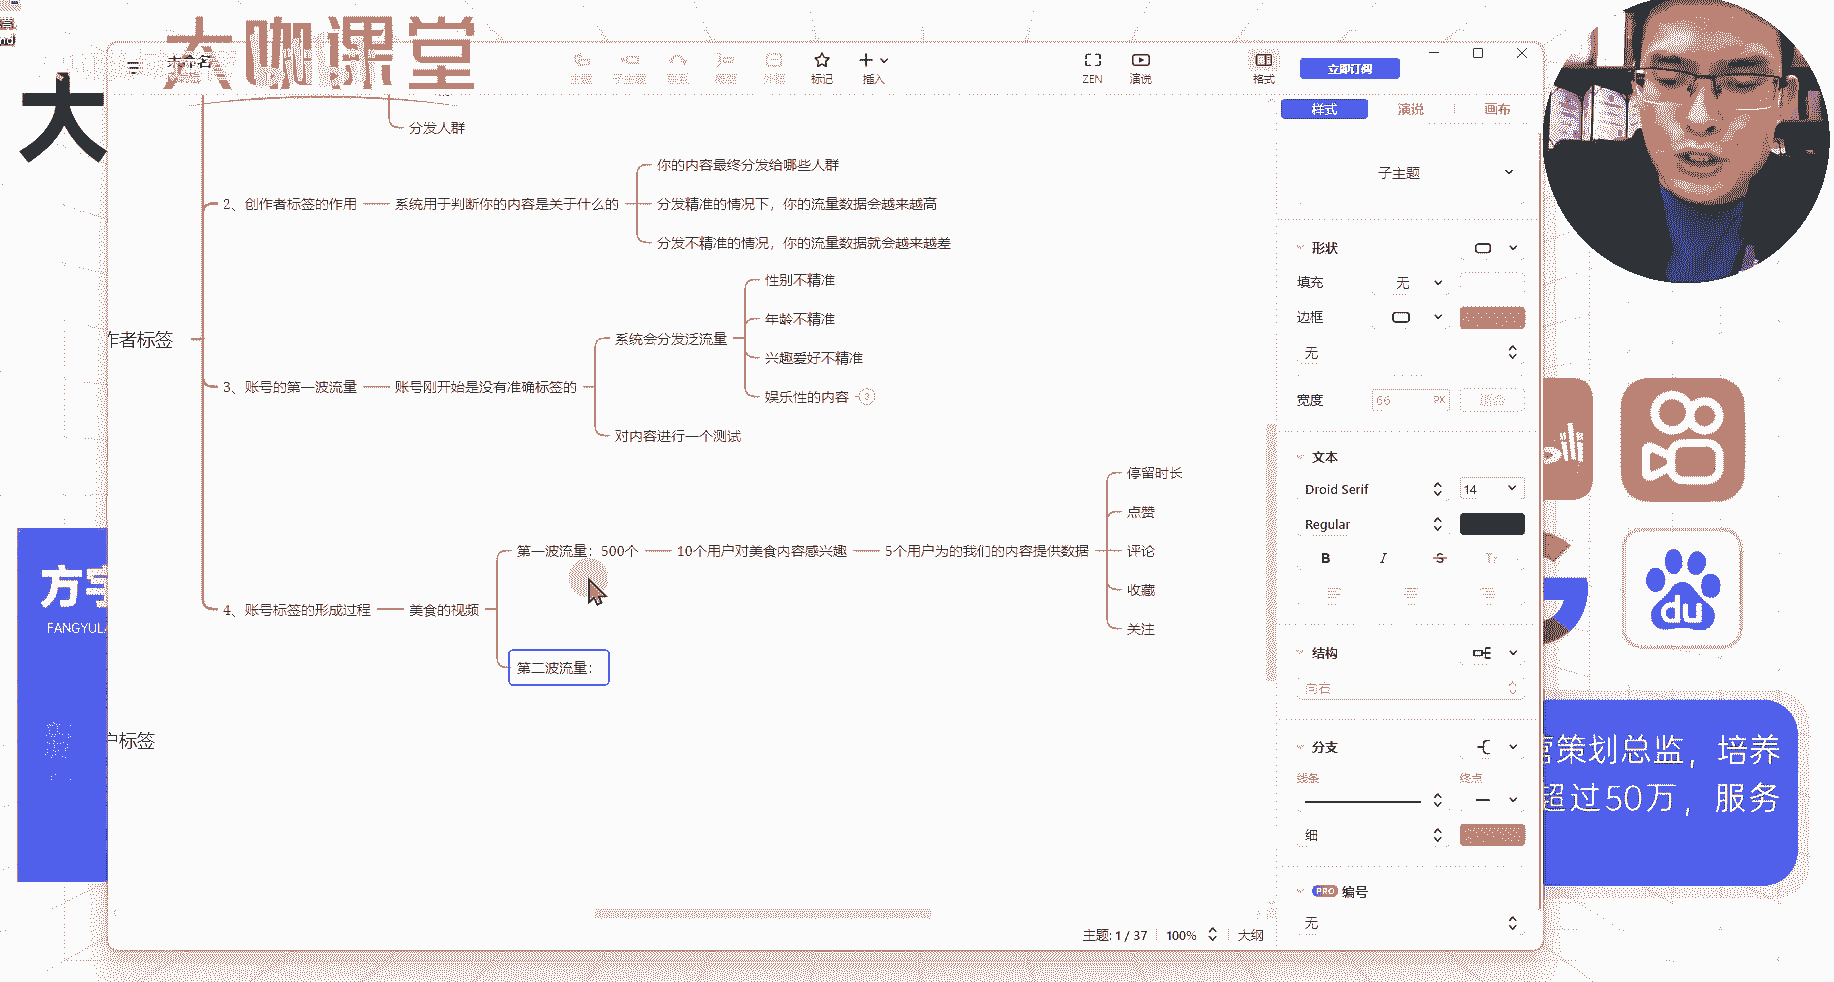 大咖课堂
未命名
主题
子主题
联系
概要
外框
标记
插入
ZEN
演说
格式
立即订阅
大
样式
演说
画布
分发人群
子主题
你的内容最终分发给哪些人群
2、创作者标签的作用
系统用于判断你的内容是关于什么的
分发精准的情况下，你的流量数据会越来越高
分发不精准的情况，你的流量数据就会越来越差
形状
填充
无
边框
无
宽度
66
PX
性别不精准
年龄不精准
系统会分发泛流量
兴趣爱好不精准
作者标签
3、账号的第一波流量
账号刚开始是没有准确标签的
娱乐性的内容
3
对内容进行一个测试
文本
Droid Serif
14
Regular
B
I
S
停留时长
点赞
第一波流量：500个
10个用户对美食内容感兴趣
5个用户为的我们的内容提供数据
评论
收藏
4、账号标签的形成过程
美食的视频
关注
第二波流量：
结构
向右
户标签
分支
线条
终点
细
PRO 编号
无
主题: 1 / 37
100%
大纲
方宇
FANGYULA
bili
du
营策划总监，培养
超过50万，服务